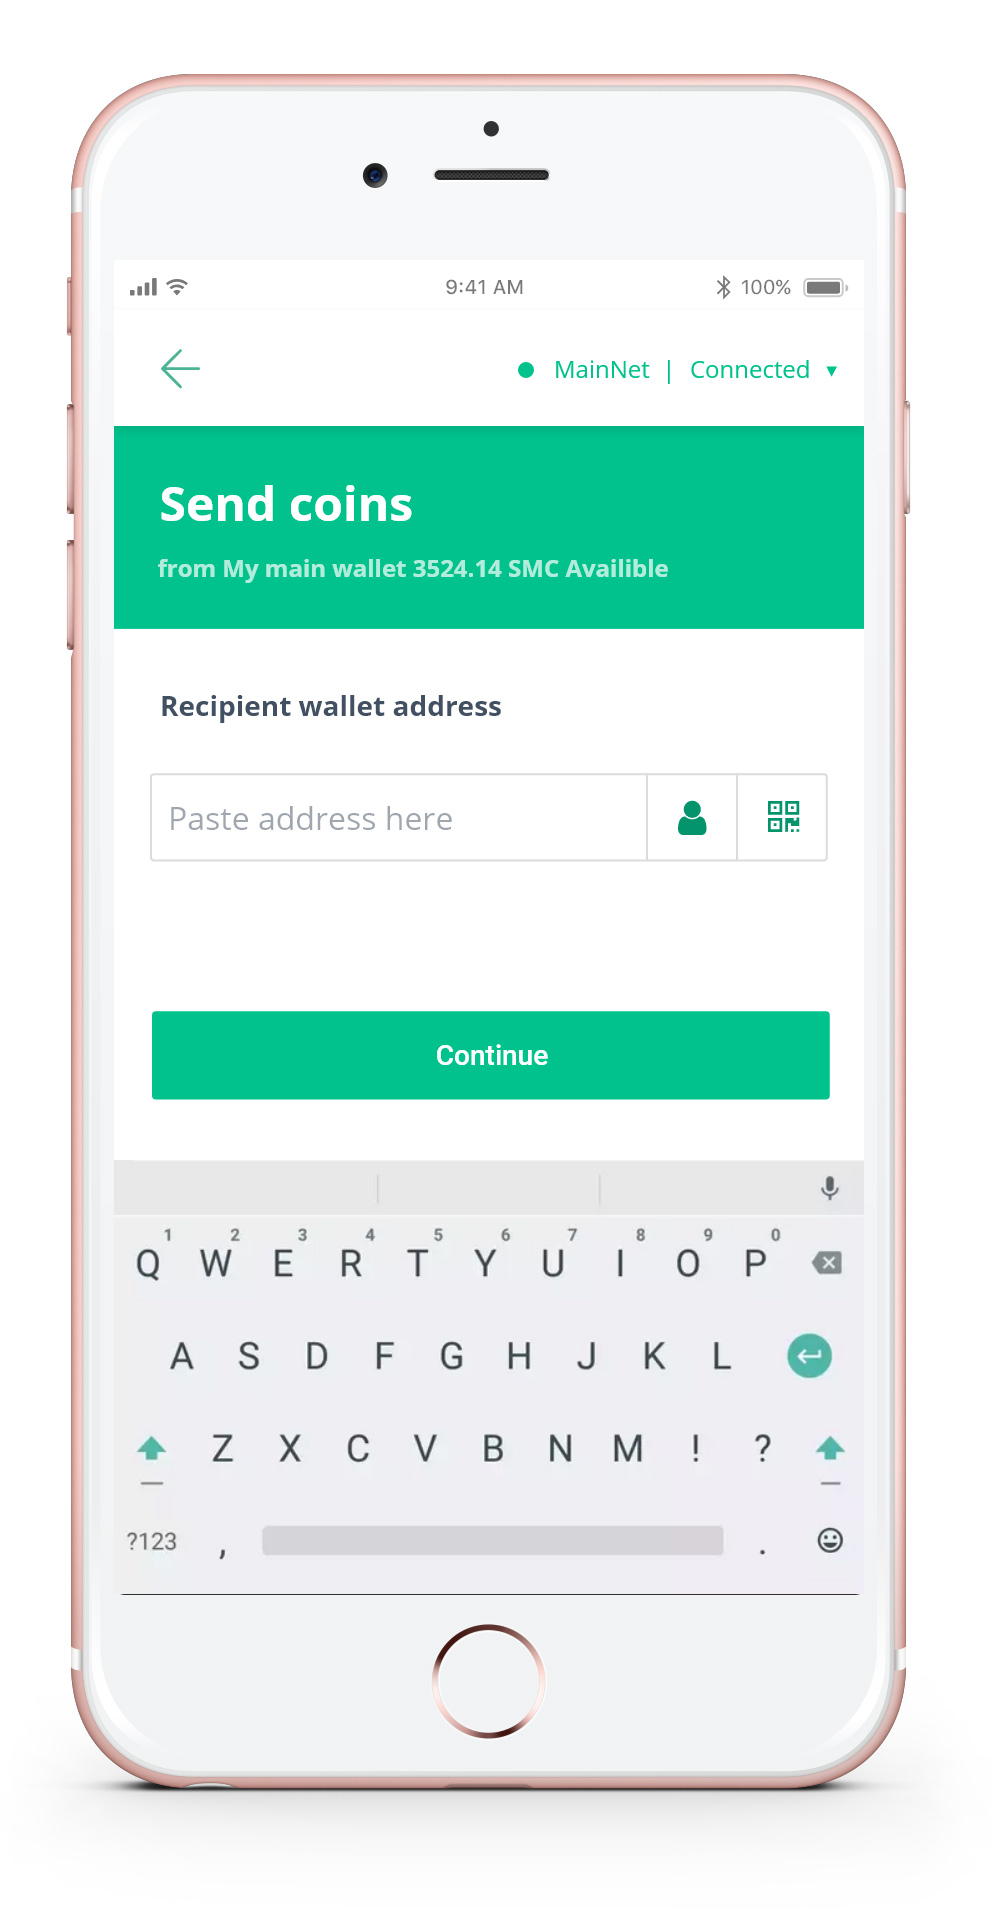 9:41 AM 100%
MainNet | Connected ▾
Send coins
from My main wallet 3524.14 SMC Availible
Recipient wallet address
Paste address here
Continue
1 2 3 4 5 6 7 8 9 0
Q W E R T Y U I O P
A S D F G H J K L
Z X C V B N M ! ?
?123 , .